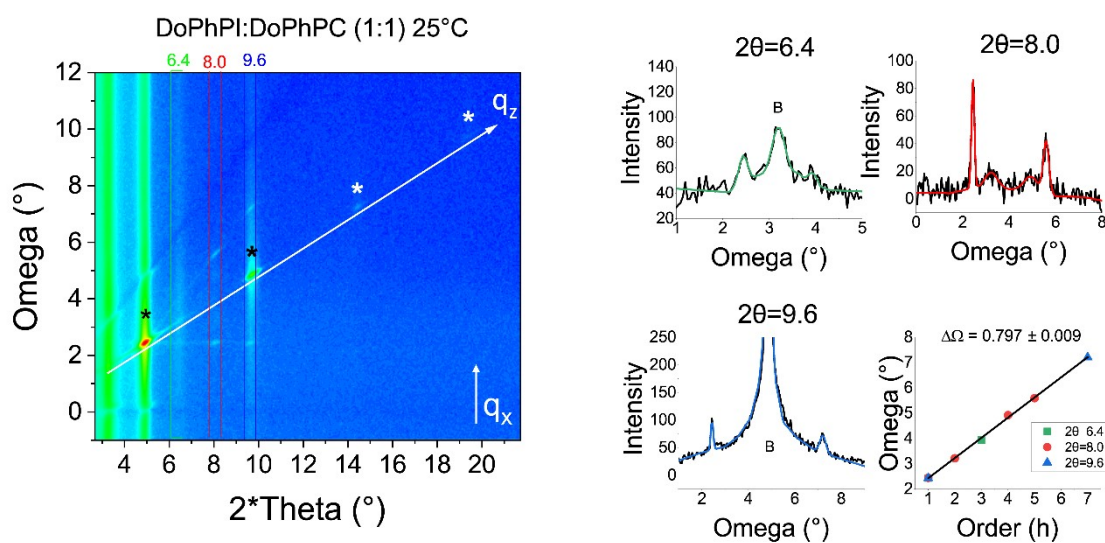 DoPhPI:DoPhPC (1:1) 25°C
6.4 8.0 9.6
12
10
8
6
4
2
0
Omega (°)
* * * *
q_z
q_x
4 6 8 10 12 14 16 18 20
2*Theta (°)
2θ=6.4
140
120
100
80
60
40
20
Intensity
B
1 2 3 4 5
Omega (°)
2θ=8.0
100
80
60
40
20
0
Intensity
0 2 4 6 8
Omega (°)
2θ=9.6
250
200
150
100
50
0
Intensity
B
2 4 6 8
Omega (°)
ΔΩ = 0.797 ± 0.009
8
7
6
5
4
3
2
Omega (°)
2θ=6.4
2θ=8.0
2θ=9.6
1 2 3 4 5 6 7
Order (h)